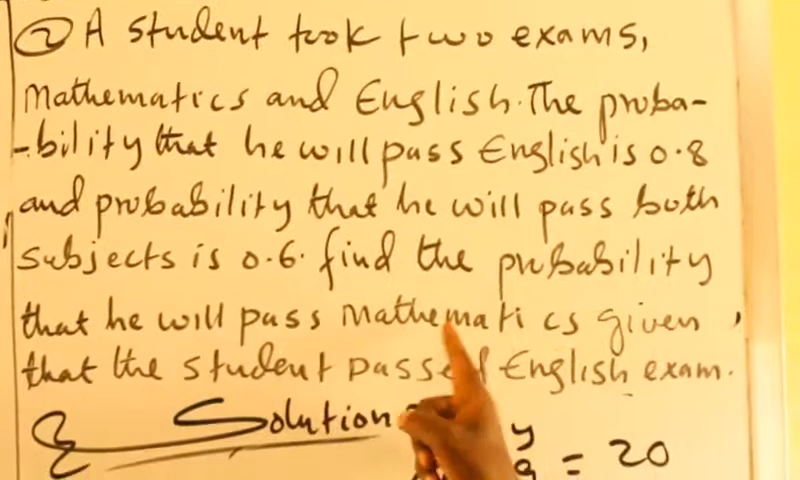 ② A student took two exams,
Mathematics and English. The proba-
-bility that he will pass English is 0.8
and probability that he will pass both
subjects is 0.6. find the probability
that he will pass Mathematics given
that the student passed English exam.
Solution
y
= 20